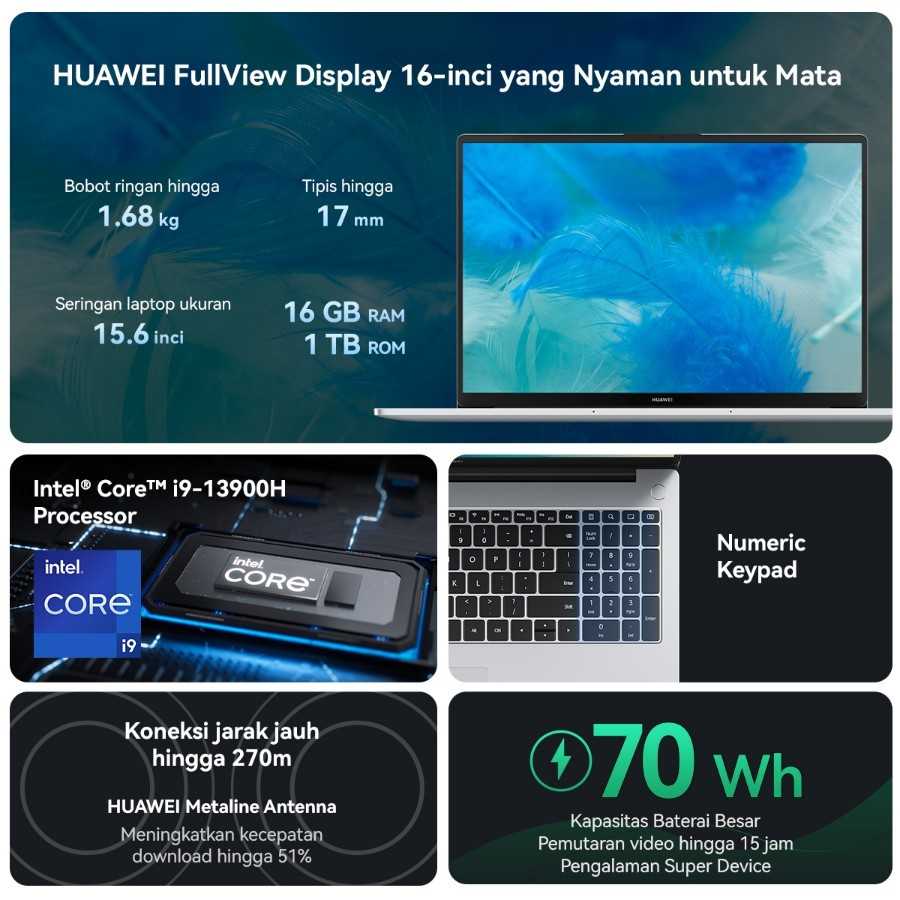 HUAWEI FullView Display 16-inci yang Nyaman untuk Mata
Bobot ringan hingga
1.68 kg
Tipis hingga
17 mm
Seringan laptop ukuran
15.6 inci
16 GB RAM
1 TB ROM
HUAWEI
Intel® Core™ i9-13900H
Processor
intel.
CORE™
i9
intel.
CORE™
Numeric
Keypad
Koneksi jarak jauh
hingga 270m
HUAWEI Metaline Antenna
Meningkatkan kecepatan
download hingga 51%
70 Wh
Kapasitas Baterai Besar
Pemutaran video hingga 15 jam
Pengalaman Super Device